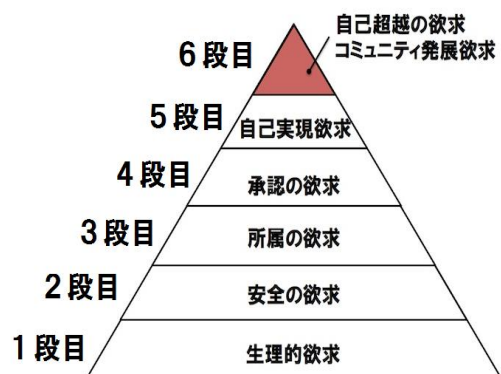 自己超越の欲求
コミュニティ発展欲求
6段目
5段目
自己実現欲求
4段目
承認の欲求
3段目
所属の欲求
2段目
安全の欲求
1段目
生理的欲求